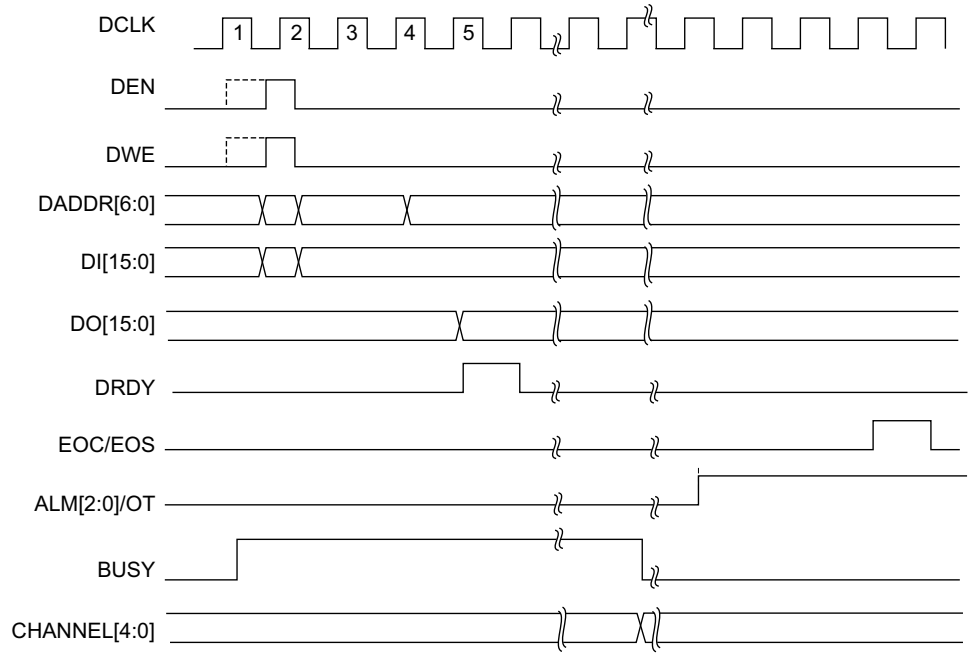 DCLK 1 2 3 4 5
DEN
DWE
DADDR[6:0]
DI[15:0]
DO[15:0]
DRDY
EOC/EOS
ALM[2:0]/OT
BUSY
CHANNEL[4:0]